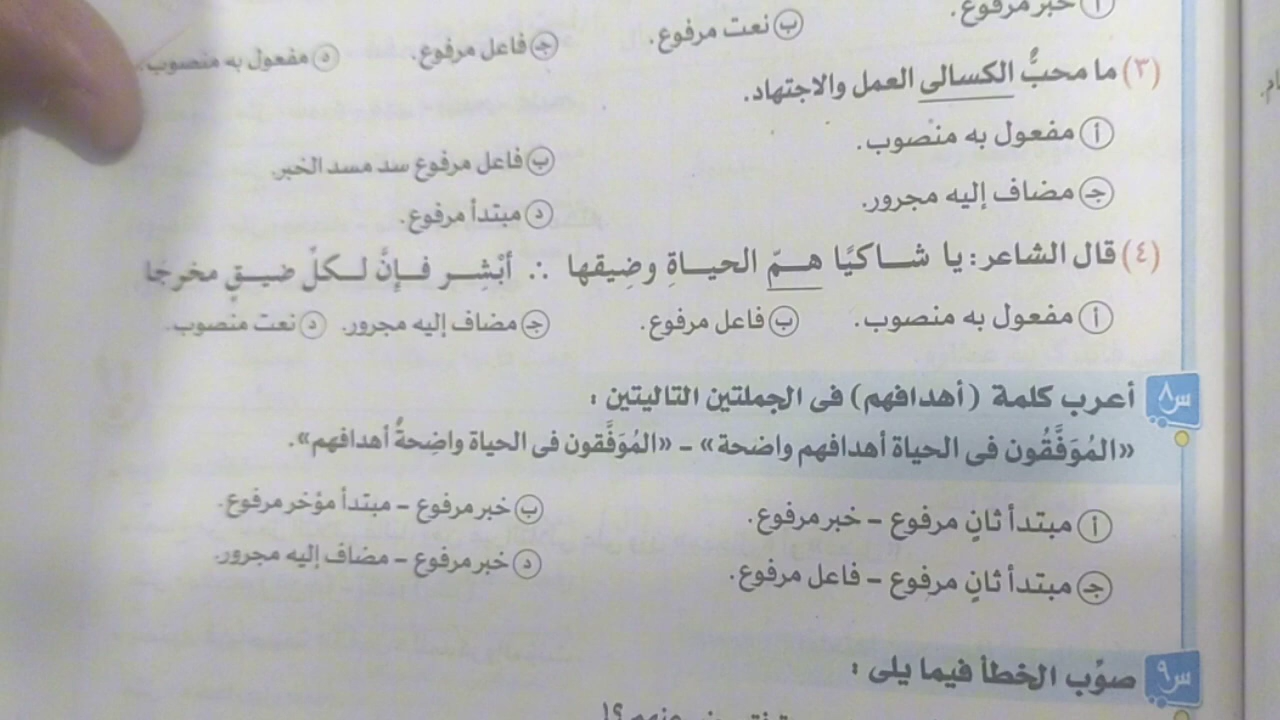 أ خبر مرفوع.
ب نعت مرفوع.
جـ فاعل مرفوع.
د مفعول به منصوب.
(٣) ما محبُّ الكسالى العمل والاجتهاد.
أ مفعول به منصوب.
ب فاعل مرفوع سد مسد الخبر.
جـ مضاف إليه مجرور.
د مبتدأ مرفوع.
(٤) قال الشاعر: يا شاكيًا همّ الحياةِ وضِيقها ∴ أبْشِر فإنَّ لكلِّ ضيقٍ مخرجَا
أ مفعول به منصوب. ب فاعل مرفوع. جـ مضاف إليه مجرور. د نعت منصوب.
س٨ أعرب كلمة (أهدافهم) فى الجملتين التاليتين :
«المُوَفَّقُون فى الحياة أهدافهم واضحة» – «المُوَفَّقون فى الحياة واضِحةٌ أهدافهم».
أ مبتدأ ثانٍ مرفوع – خبر مرفوع.
ب خبر مرفوع – مبتدأ مؤخر مرفوع.
جـ مبتدأ ثانٍ مرفوع – فاعل مرفوع.
د خبر مرفوع – مضاف إليه مجرور.
س٩ صوِّب الخطأ فيما يلى :